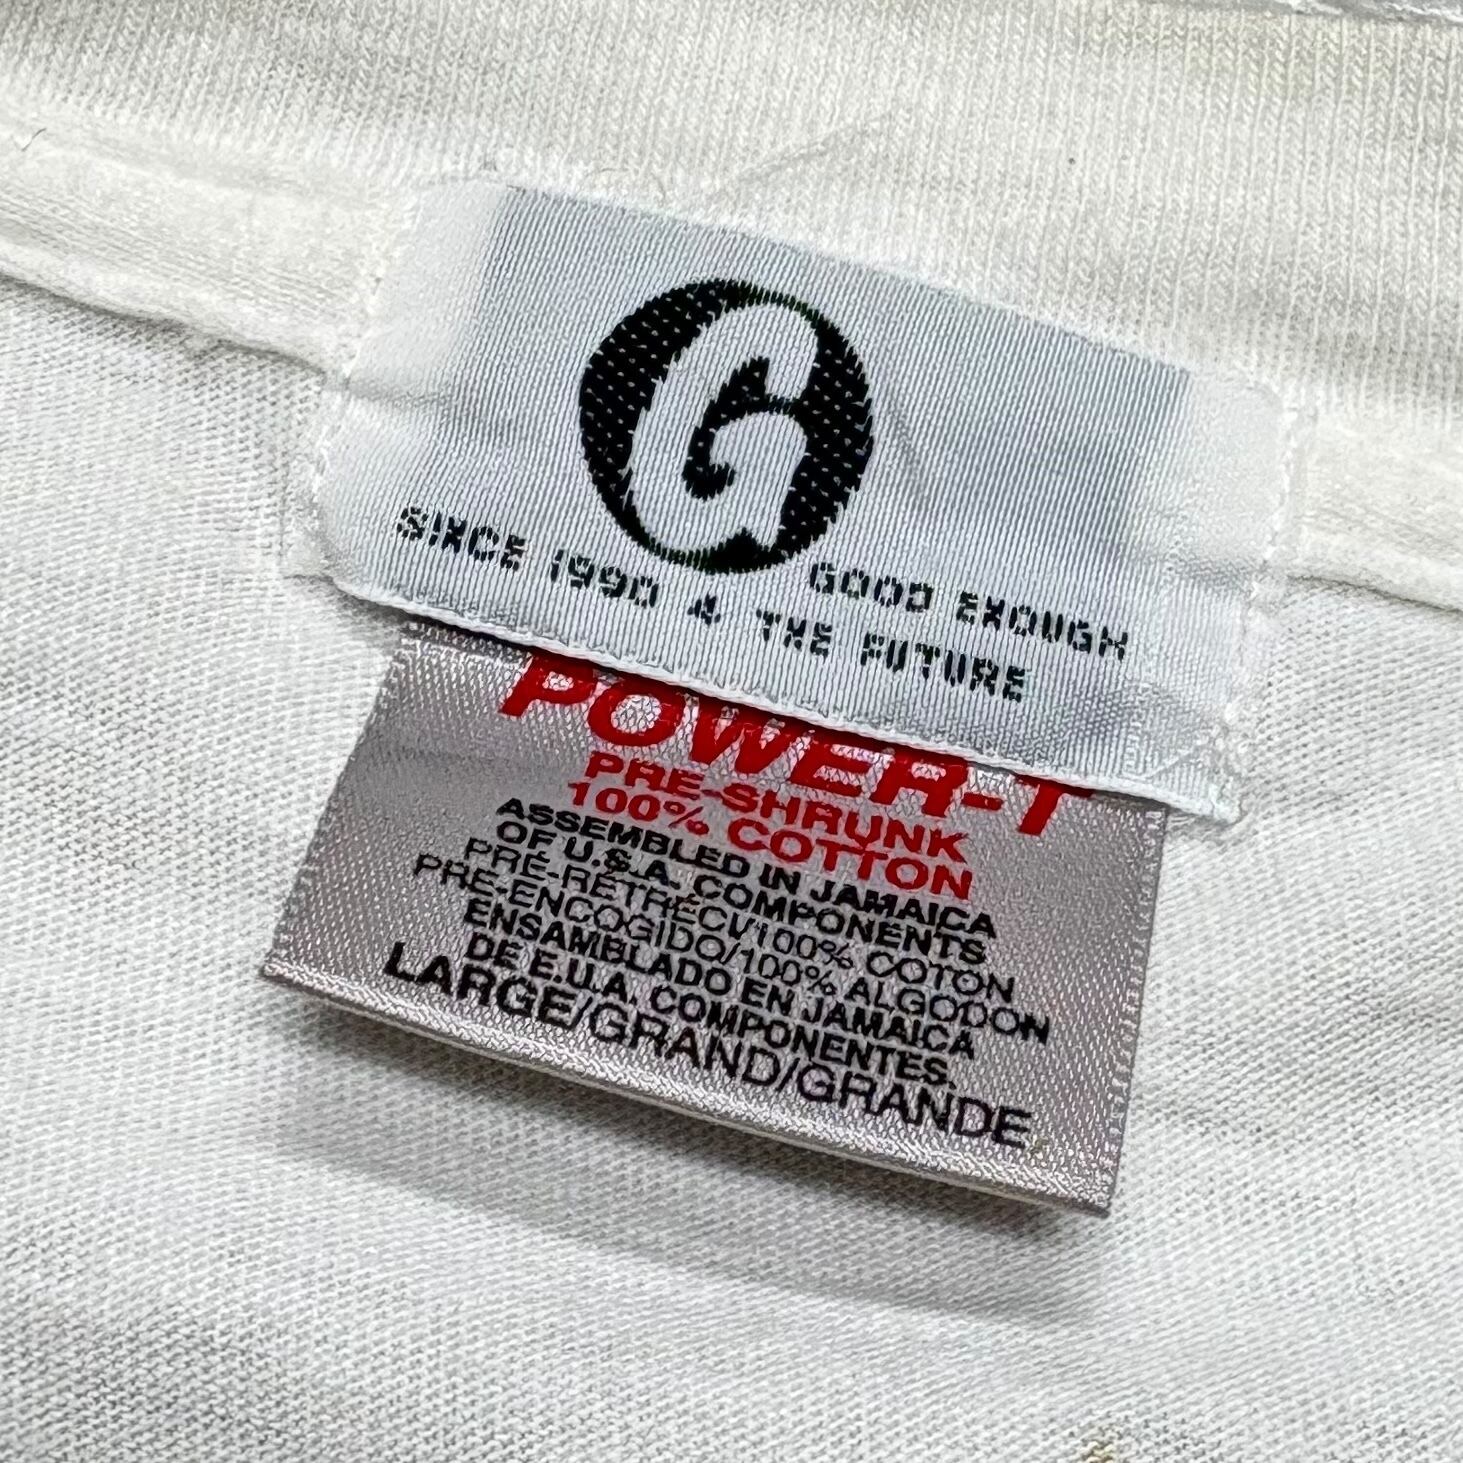 G
GOOD ENOUGH
SINCE 1990 4 THE FUTURE
POWER-T
PRE-SHRUNK
100% COTTON
ASSEMBLED IN JAMAICA
OF U.S.A. COMPONENTS
PRÉ-RÉTRÉCI/100% COTON
PRE-ENCOGIDO/100% ALGODON
ENSAMBLADO EN JAMAICA
DE E.U.A. COMPONENTES.
LARGE/GRAND/GRANDE